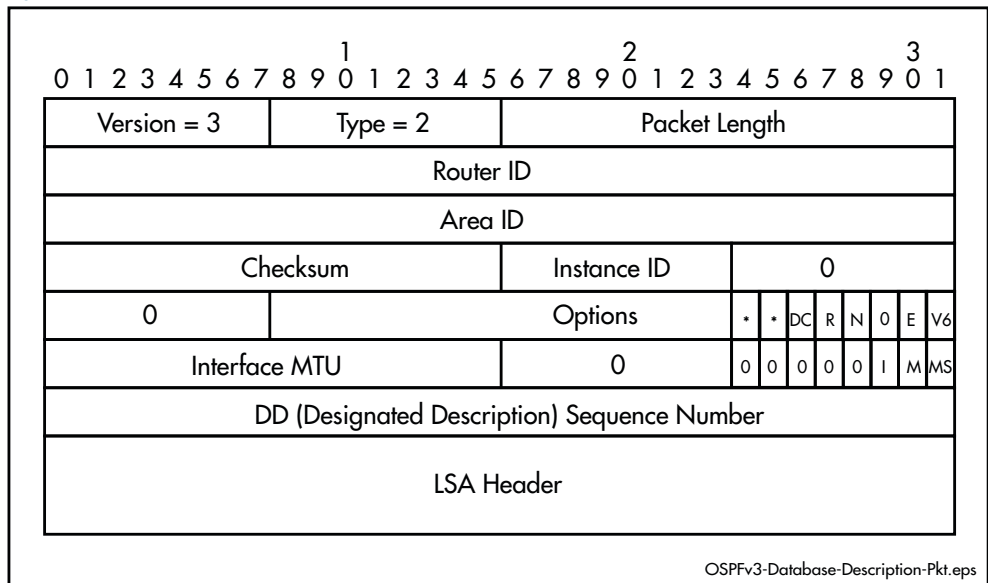 1 2 3
0 1 2 3 4 5 6 7 8 9 0 1 2 3 4 5 6 7 8 9 0 1 2 3 4 5 6 7 8 9 0 1
Version = 3 Type = 2 Packet Length
Router ID
Area ID
Checksum Instance ID 0
0 Options * * DC R N 0 E V6
Interface MTU 0 0 0 0 0 0 I M MS
DD (Designated Description) Sequence Number
LSA Header
OSPFv3-Database-Description-Pkt.eps